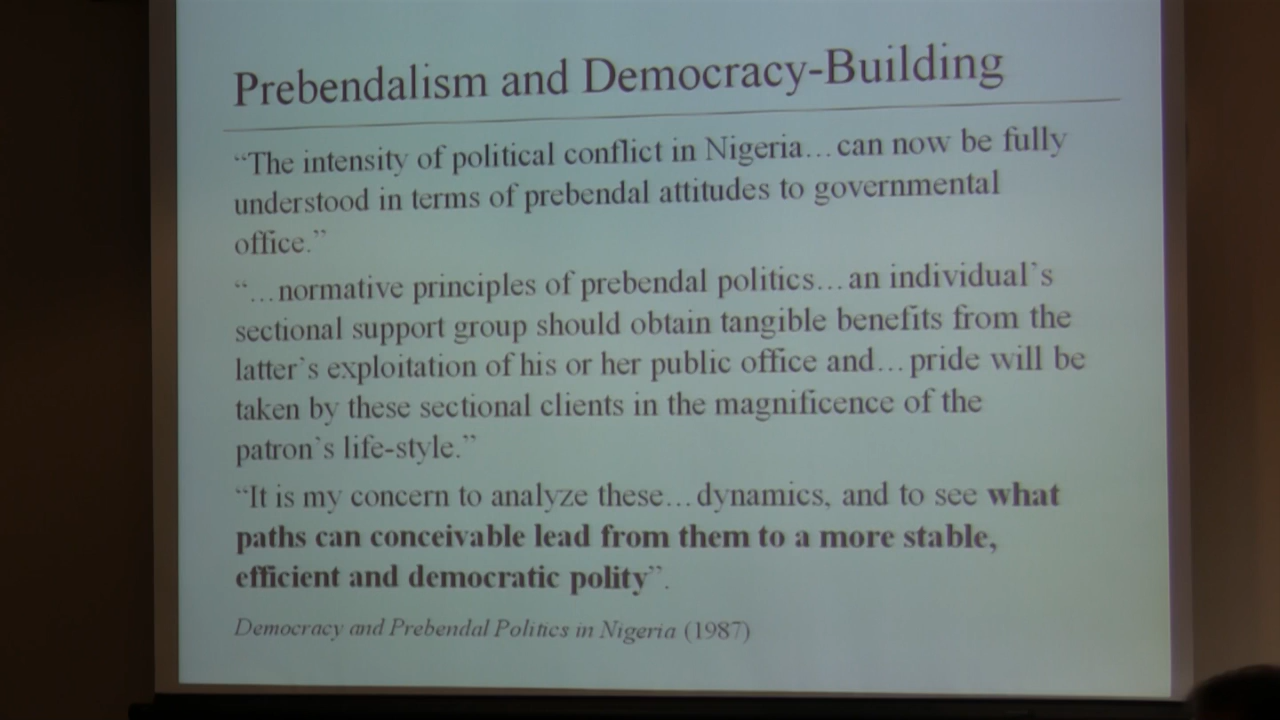 Prebendalism and Democracy-Building
“The intensity of political conflict in Nigeria…can now be fully
understood in terms of prebendal attitudes to governmental
office.”
“…normative principles of prebendal politics…an individual’s
sectional support group should obtain tangible benefits from the
latter’s exploitation of his or her public office and…pride will be
taken by these sectional clients in the magnificence of the
patron’s life-style.”
“It is my concern to analyze these…dynamics, and to see what
paths can conceivable lead from them to a more stable,
efficient and democratic polity”.
Democracy and Prebendal Politics in Nigeria (1987)